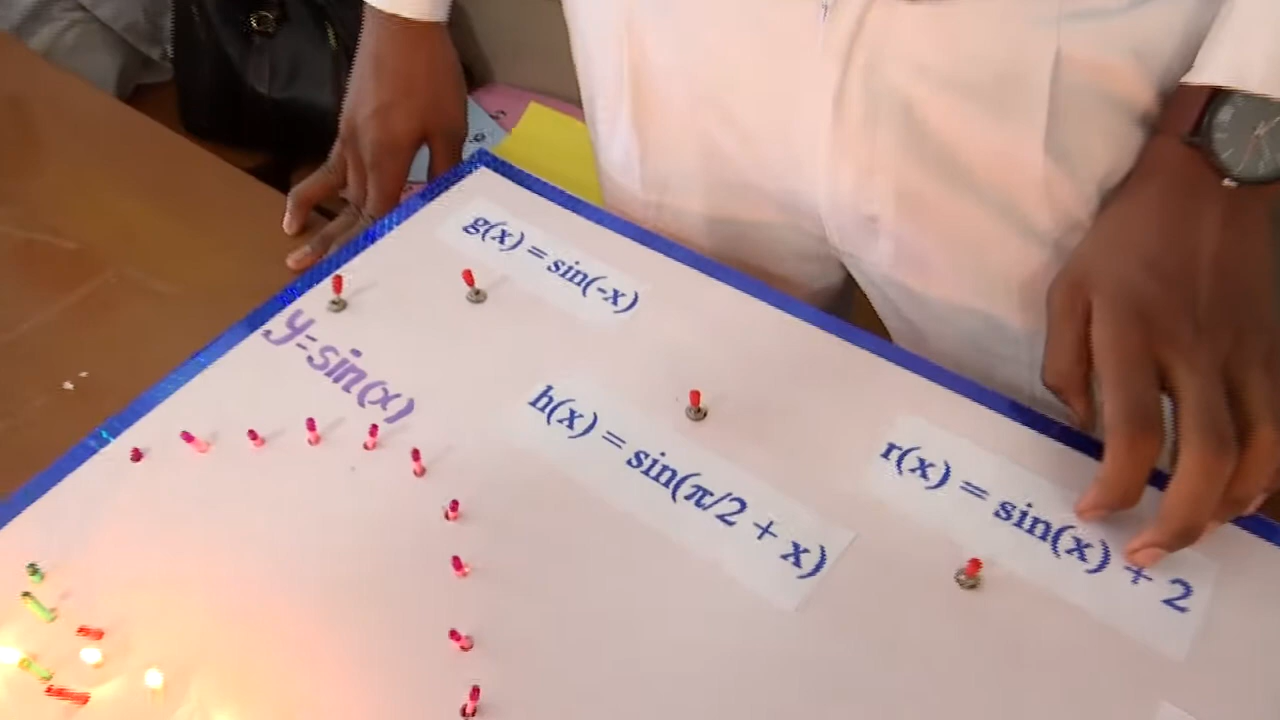 g(x) = sin(-x)
y=sin(x)
h(x) = sin(π/2 + x)
r(x) = sin(x) + 2